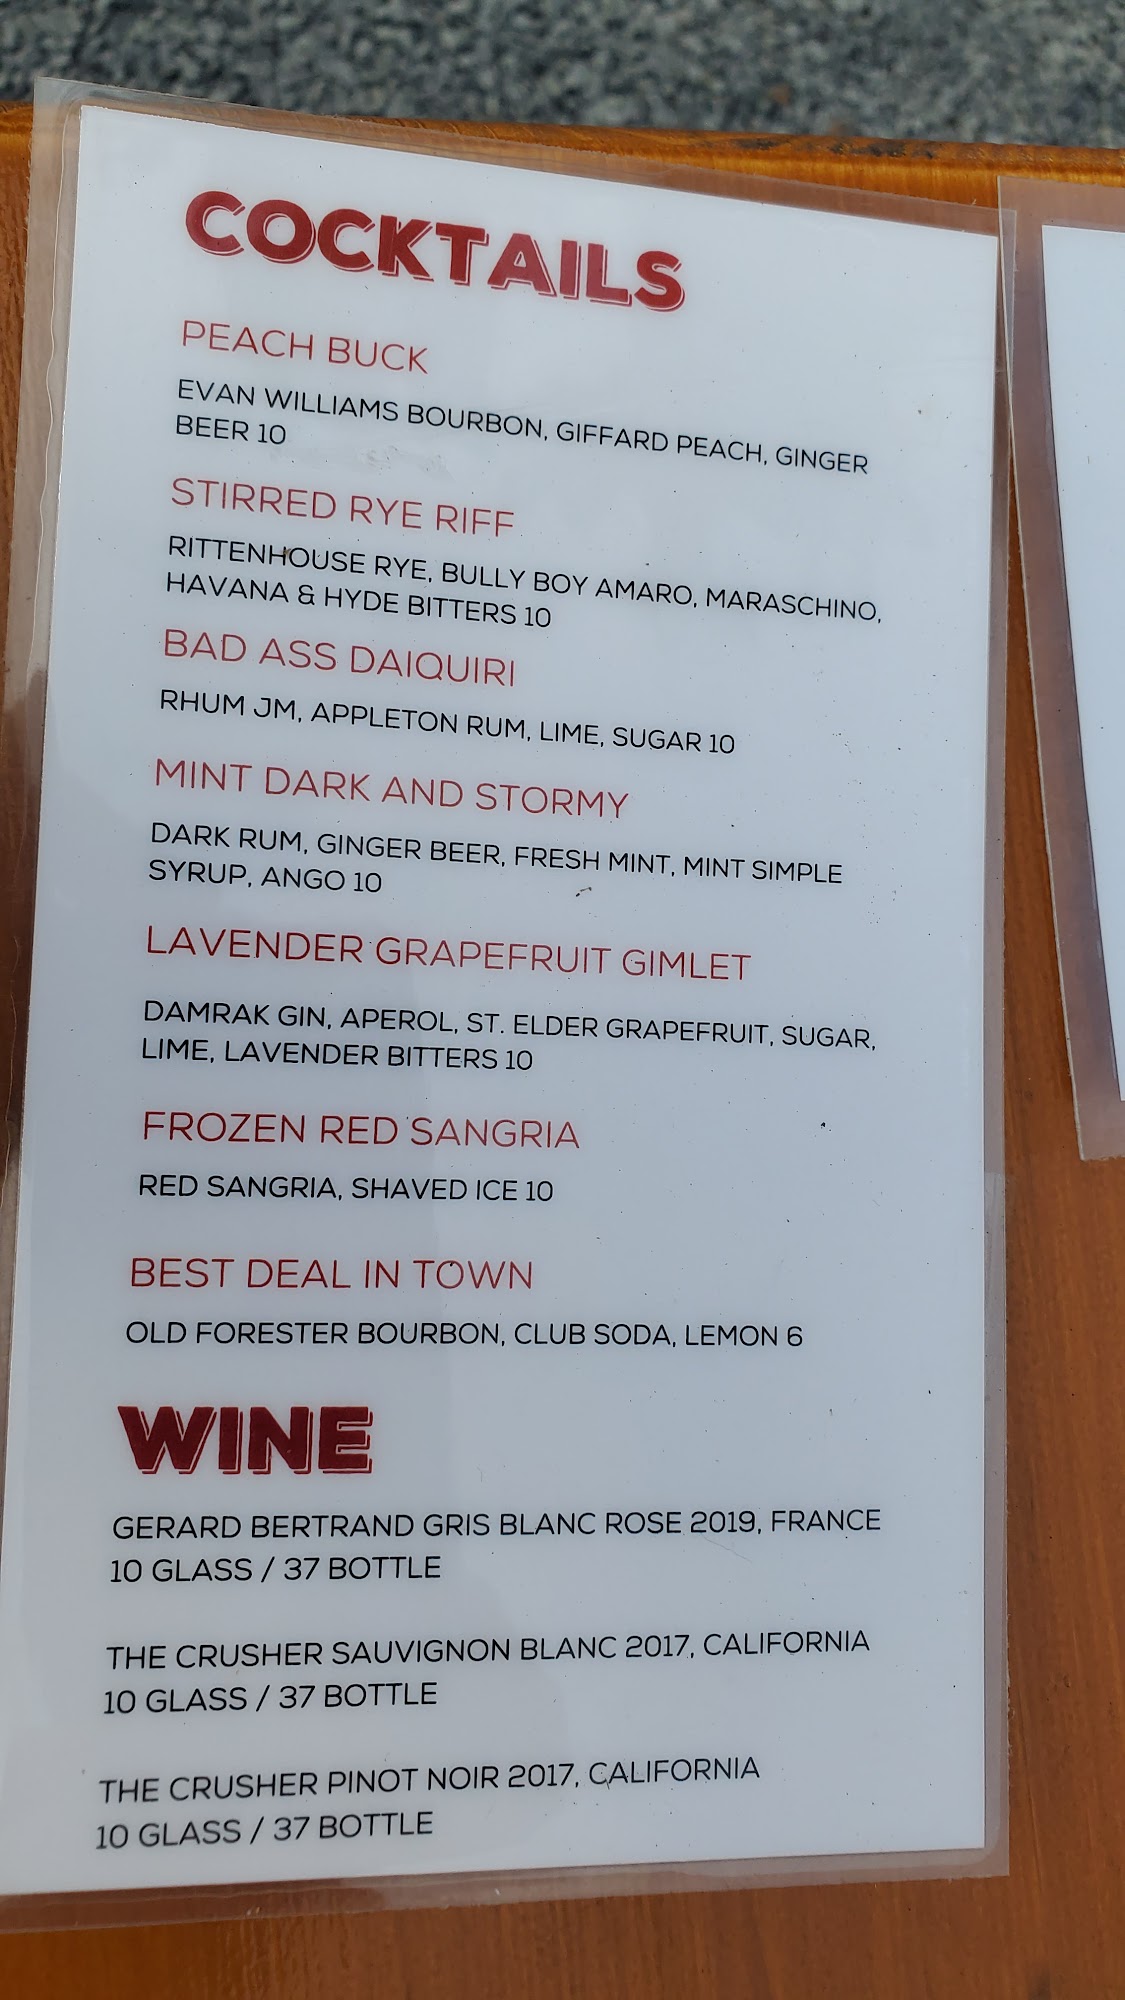 COCKTAILS
PEACH BUCK
EVAN WILLIAMS BOURBON, GIFFARD PEACH, GINGER
BEER 10
STIRRED RYE RIFF
RITTENHOUSE RYE, BULLY BOY AMARO, MARASCHINO,
HAVANA & HYDE BITTERS 10
BAD ASS DAIQUIRI
RHUM JM, APPLETON RUM, LIME, SUGAR 10
MINT DARK AND STORMY
DARK RUM, GINGER BEER, FRESH MINT, MINT SIMPLE
SYRUP, ANGO 10
LAVENDER GRAPEFRUIT GIMLET
DAMRAK GIN, APEROL, ST. ELDER GRAPEFRUIT, SUGAR,
LIME, LAVENDER BITTERS 10
FROZEN RED SANGRIA
RED SANGRIA, SHAVED ICE 10
BEST DEAL IN TOWN
OLD FORESTER BOURBON, CLUB SODA, LEMON 6
WINE
GERARD BERTRAND GRIS BLANC ROSE 2019, FRANCE
10 GLASS / 37 BOTTLE
THE CRUSHER SAUVIGNON BLANC 2017, CALIFORNIA
10 GLASS / 37 BOTTLE
THE CRUSHER PINOT NOIR 2017, CALIFORNIA
10 GLASS / 37 BOTTLE